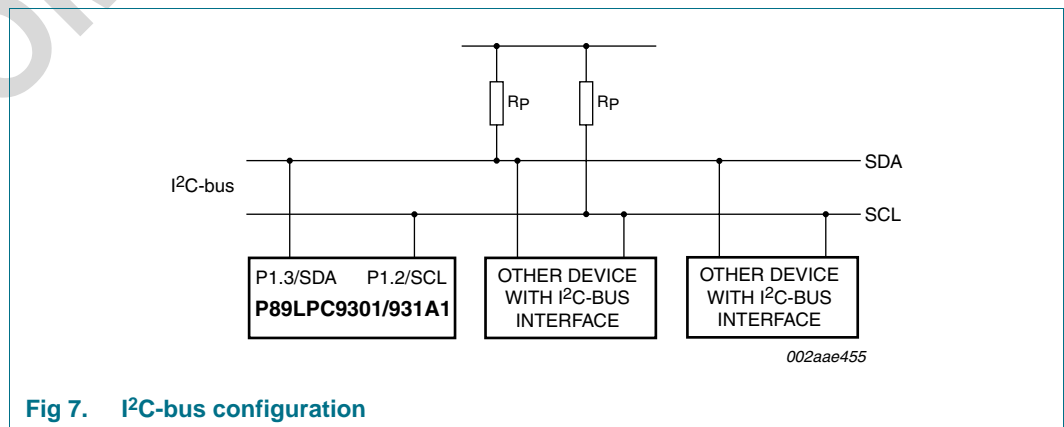 RP RP
SDA
I²C-bus
SCL
P1.3/SDA P1.2/SCL
P89LPC9301/931A1
OTHER DEVICE
WITH I²C-BUS
INTERFACE
OTHER DEVICE
WITH I²C-BUS
INTERFACE
002aae455
Fig 7. I²C-bus configuration